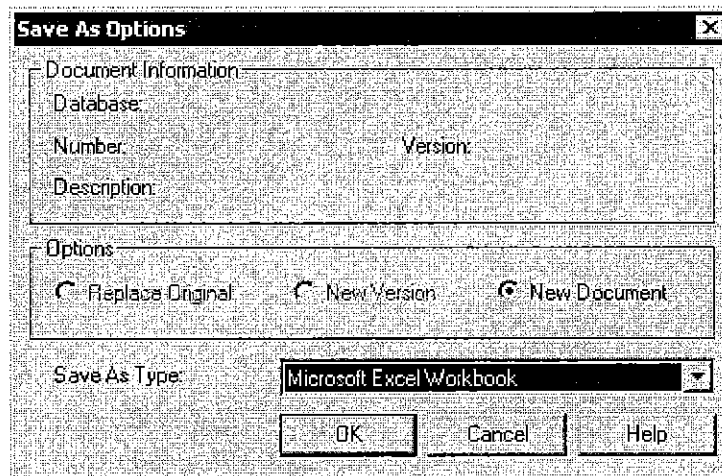 Save As Options
Document Information
Database:
Number: Version:
Description:
Options
Replace Original New Version New Document
Save As Type: Microsoft Excel Workbook
OK Cancel Help